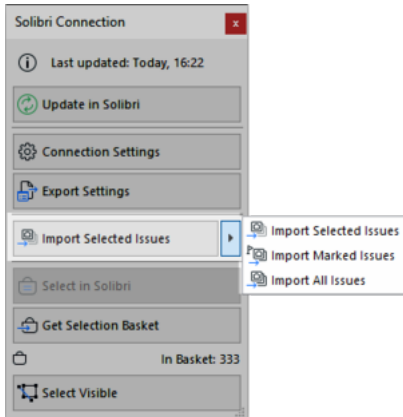 Solibri Connection
Last updated: Today, 16:22
Update in Solibri
Connection Settings
Export Settings
Import Selected Issues
Import Selected Issues
Import Marked Issues
Import All Issues
Select in Solibri
Get Selection Basket
In Basket: 333
Select Visible